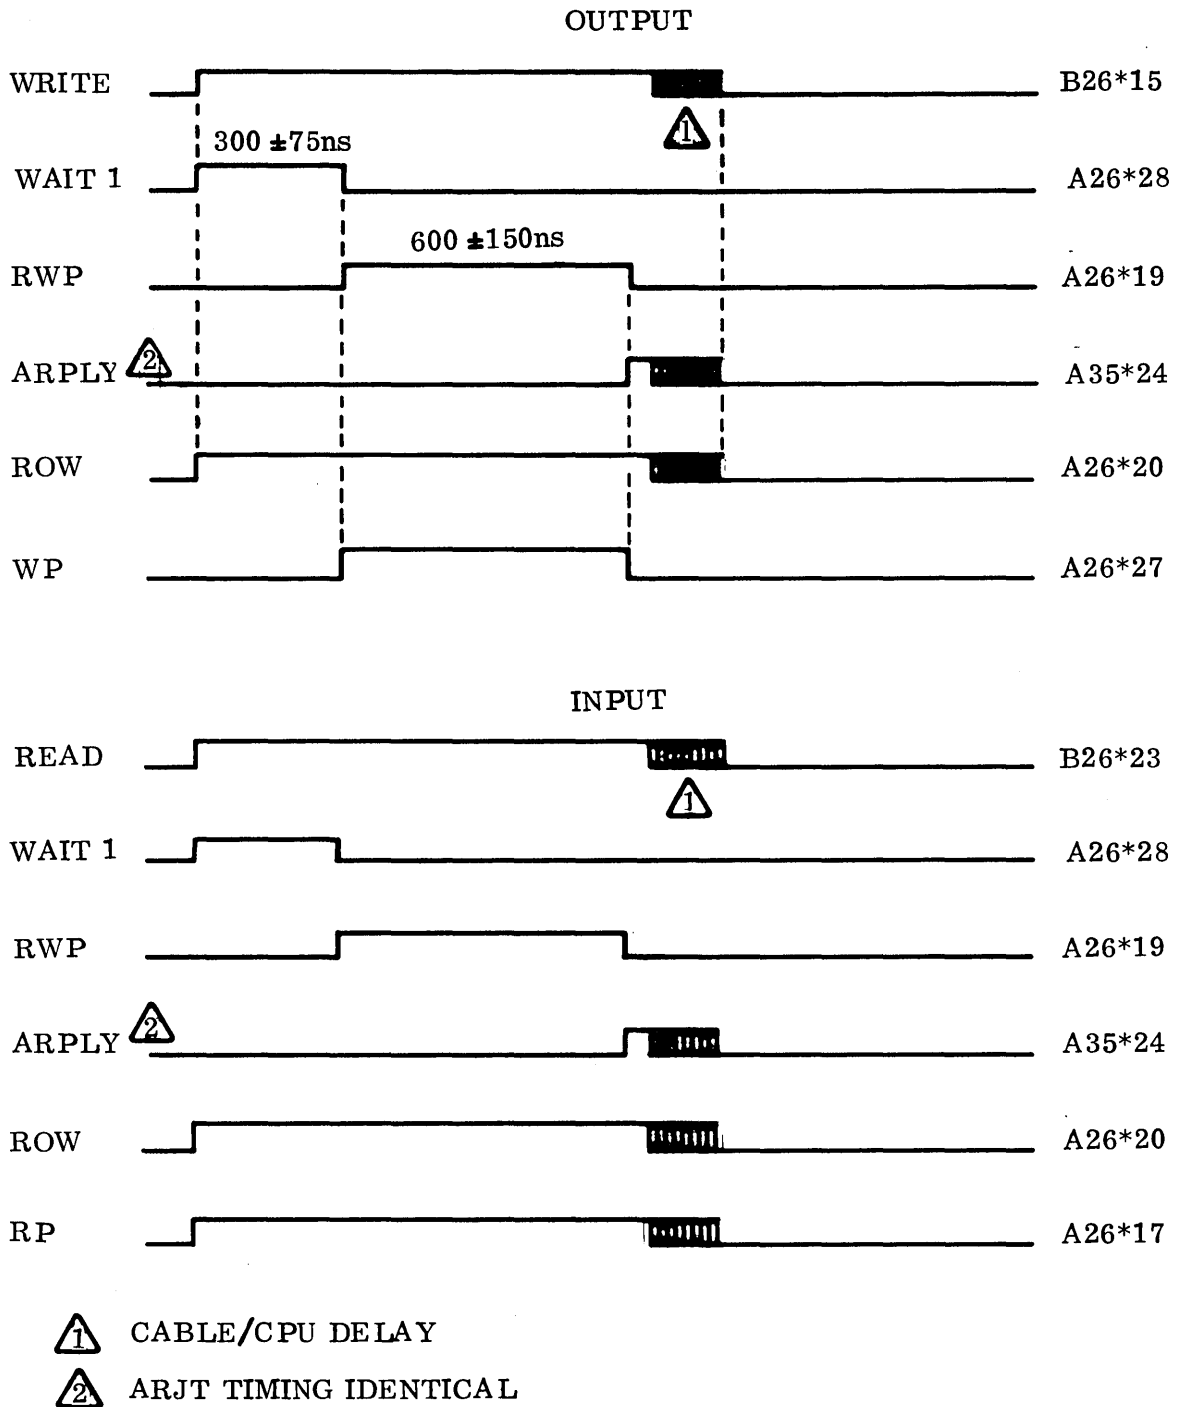 OUTPUT
WRITE B26*15
1
300 ±75ns
WAIT 1 A26*28
600 ±150ns
RWP A26*19
ARPLY 2 A35*24
ROW A26*20
WP A26*27
INPUT
READ B26*23
1
WAIT 1 A26*28
RWP A26*19
ARPLY 2 A35*24
ROW A26*20
RP A26*17
1 CABLE/CPU DELAY
2 ARJT TIMING IDENTICAL